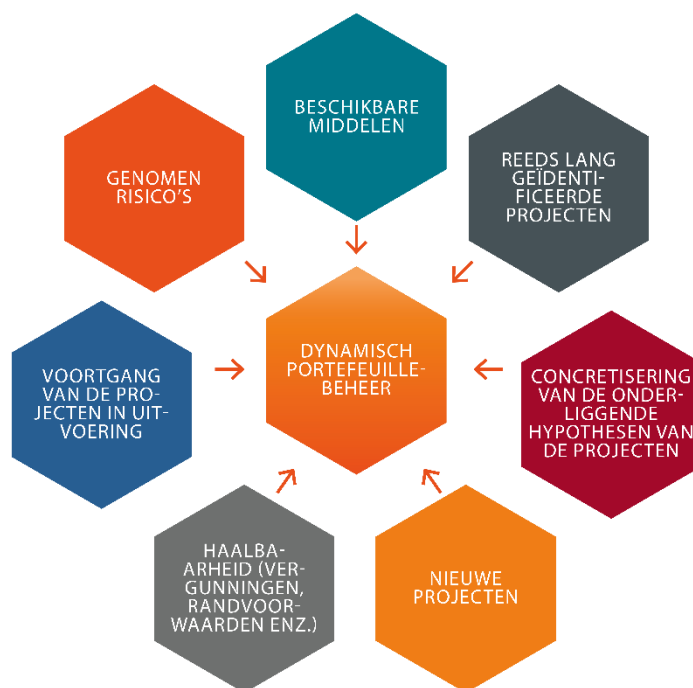 BESCHIKBARE
MIDDELEN
GENOMEN
RISICO'S
REEDS LANG
GEÏDENTI-
FICEERDE
PROJECTEN
DYNAMISCH
PORTEFEUILLE-
BEHEER
VOORTGANG
VAN DE PRO-
JECTEN IN UIT-
VOERING
CONCRETISERING
VAN DE ONDER-
LIGGENDE
HYPOTHESEN VAN
DE PROJECTEN
HAALBA-
ARHEID (VER-
GUNNINGEN,
RANDVOOR-
WAARDEN ENZ.)
NIEUWE
PROJECTEN